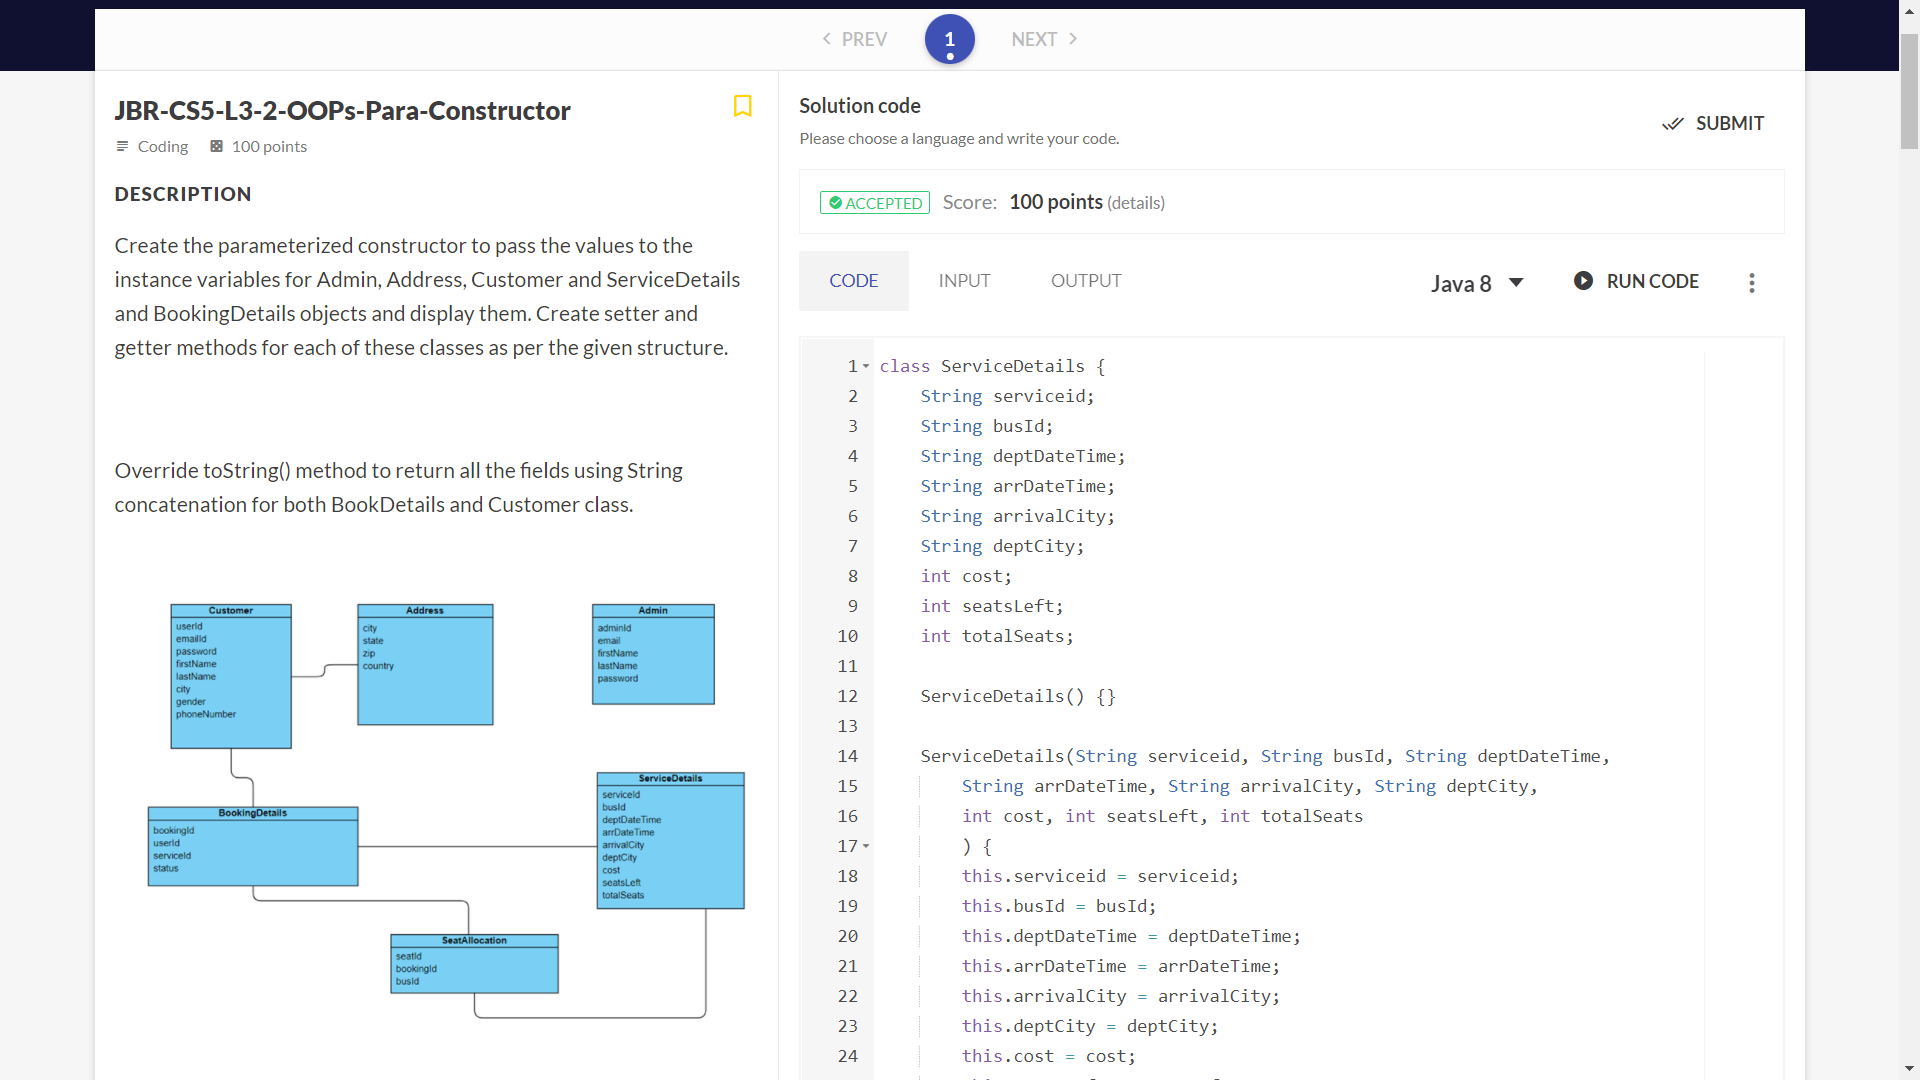 PREV
1
NEXT
JBR-CS5-L3-2-OOPs-Para-Constructor
Coding 100 points
DESCRIPTION
Create the parameterized constructor to pass the values to the
instance variables for Admin, Address, Customer and ServiceDetails
and BookingDetails objects and display them. Create setter and
getter methods for each of these classes as per the given structure.
Override toString() method to return all the fields using String
concatenation for both BookDetails and Customer class.
Customer
userId
emailId
password
firstName
lastName
city
gender
phoneNumber
Address
city
state
zip
country
Admin
adminId
email
firstName
lastName
password
BookingDetails
bookingId
userId
serviceId
status
ServiceDetails
serviceId
busId
deptDateTime
arrDateTime
arrivalCity
deptCity
cost
seatsLeft
totalSeats
SeatAllocation
seatId
bookingId
busId
Solution code
Please choose a language and write your code.
SUBMIT
ACCEPTED Score: 100 points (details)
CODE INPUT OUTPUT Java 8 RUN CODE
1 class ServiceDetails {
2 String serviceid;
3 String busId;
4 String deptDateTime;
5 String arrDateTime;
6 String arrivalCity;
7 String deptCity;
8 int cost;
9 int seatsLeft;
10 int totalSeats;
11
12 ServiceDetails() {}
13
14 ServiceDetails(String serviceid, String busId, String deptDateTime,
15 String arrDateTime, String arrivalCity, String deptCity,
16 int cost, int seatsLeft, int totalSeats
17 ) {
18 this.serviceid = serviceid;
19 this.busId = busId;
20 this.deptDateTime = deptDateTime;
21 this.arrDateTime = arrDateTime;
22 this.arrivalCity = arrivalCity;
23 this.deptCity = deptCity;
24 this.cost = cost;